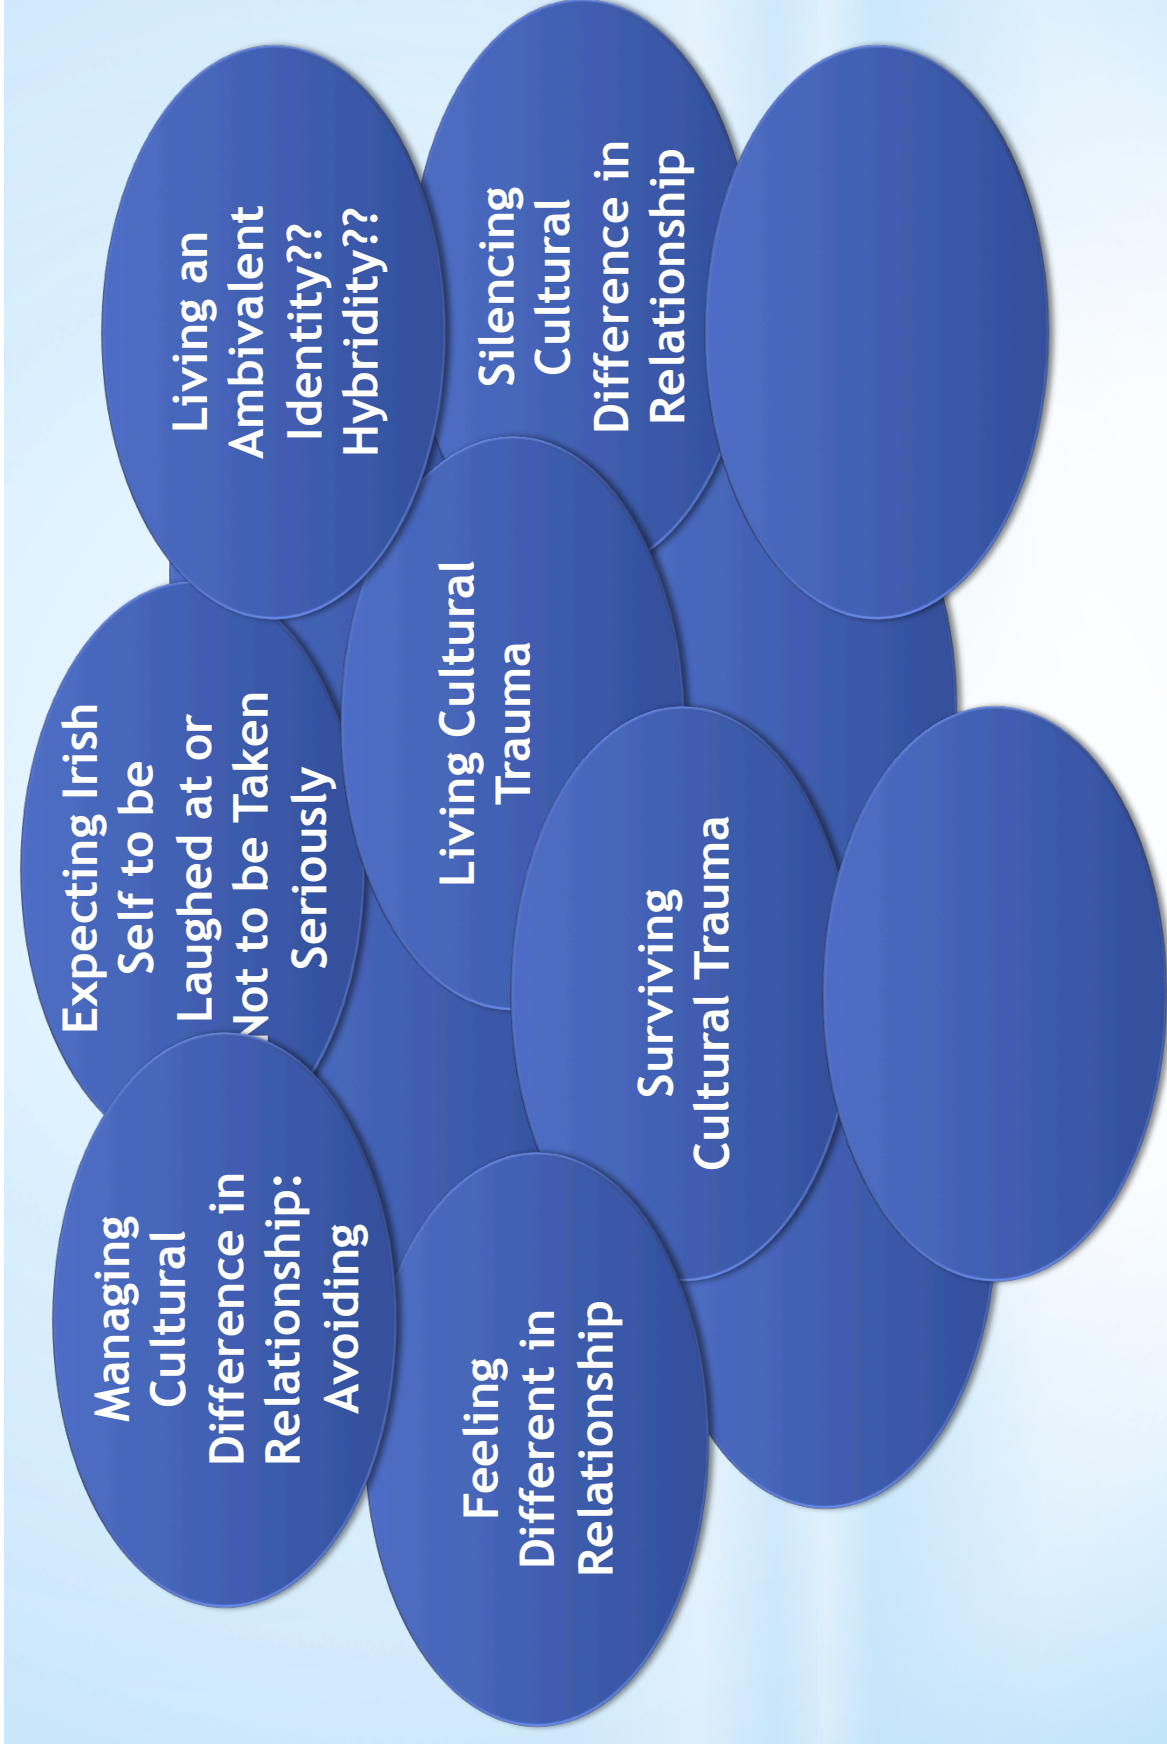 Managing
Cultural
Difference in
Relationship:
Avoiding
Expecting Irish
Self to be
Laughed at or
Not to be Taken
Seriously
Living an
Ambivalent
Identity??
Hybridity??
Feeling
Different in
Relationship
Living Cultural
Trauma
Silencing
Cultural
Difference in
Relationship
Surviving
Cultural Trauma